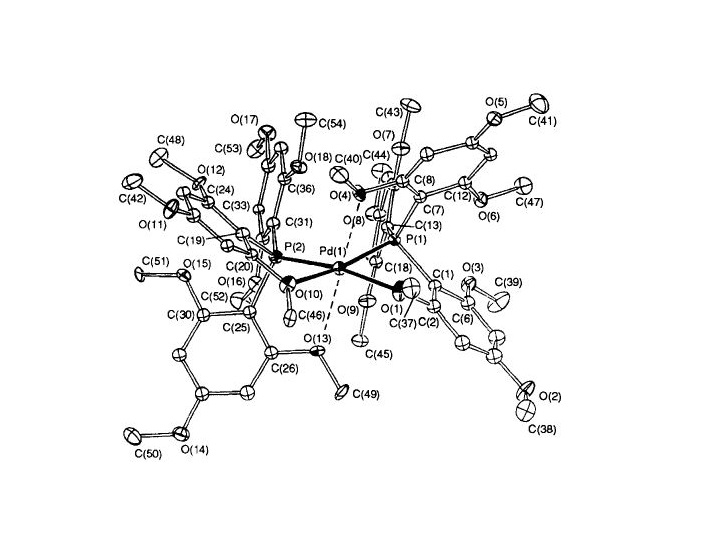 O(5)
C(43)
C(41)
O(17)
C(54)
O(7)
C(48)
C(53)
C(44)
C(40)
O(18)
O(12)
C(8)
C(42)
C(24)
C(36)
O(4)
C(12)
C(47)
C(7)
O(6)
O(11)
C(33)
C(31)
O(8)
C(13)
C(19)
P(2)
Pd(1)
P(1)
C(20)
C(18)
C(51)
O(15)
O(16)
O(10)
C(1)
O(3)
C(39)
C(52)
O(1)
O(9)
C(6)
C(30)
C(25)
C(46)
C(37)
C(2)
O(13)
C(45)
C(26)
C(49)
O(2)
C(38)
C(50)
O(14)